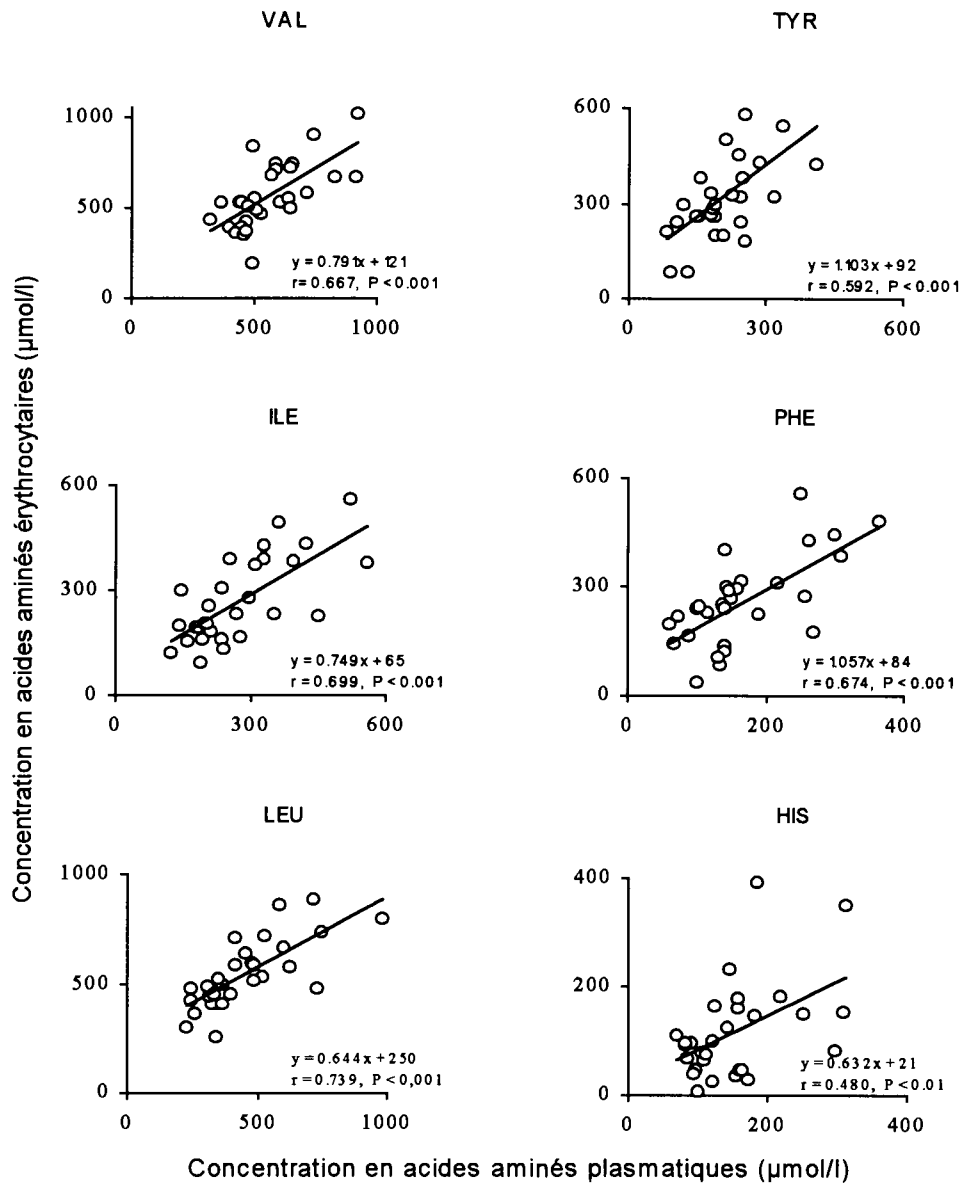 VAL
1000
500
0
0 500 1000
y = 0.791x + 121
r = 0.667, P < 0.001
TYR
600
300
0
0 300 600
y = 1.103x + 92
r = 0.592, P < 0.001
ILE
600
300
0
0 300 600
y = 0.749x + 65
r = 0.699, P < 0.001
PHE
600
300
0
0 200 400
y = 1.057x + 84
r = 0.674, P < 0.001
LEU
1000
500
0
0 500 1000
y = 0.644x + 250
r = 0.739, P < 0,001
HIS
400
200
0
0 200 400
y = 0.632x + 21
r = 0.480, P < 0.01
Concentration en acides aminés érythrocytaires (µmol/l)
Concentration en acides aminés plasmatiques (µmol/l)